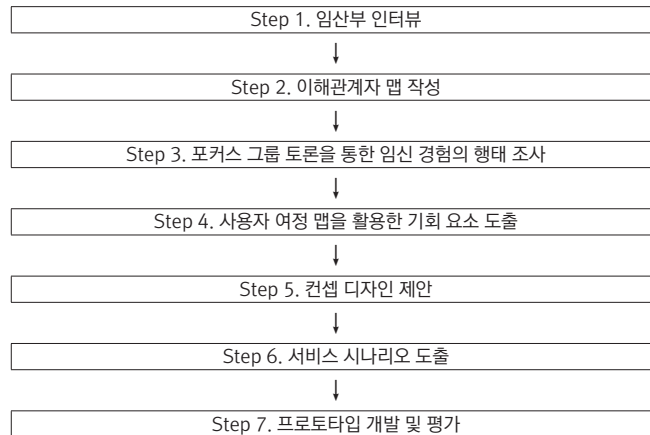 Step 1. 임산부 인터뷰
Step 2. 이해관계자 맵 작성
Step 3. 포커스 그룹 토론을 통한 임신 경험의 행태 조사
Step 4. 사용자 여정 맵을 활용한 기회 요소 도출
Step 5. 컨셉 디자인 제안
Step 6. 서비스 시나리오 도출
Step 7. 프로토타입 개발 및 평가